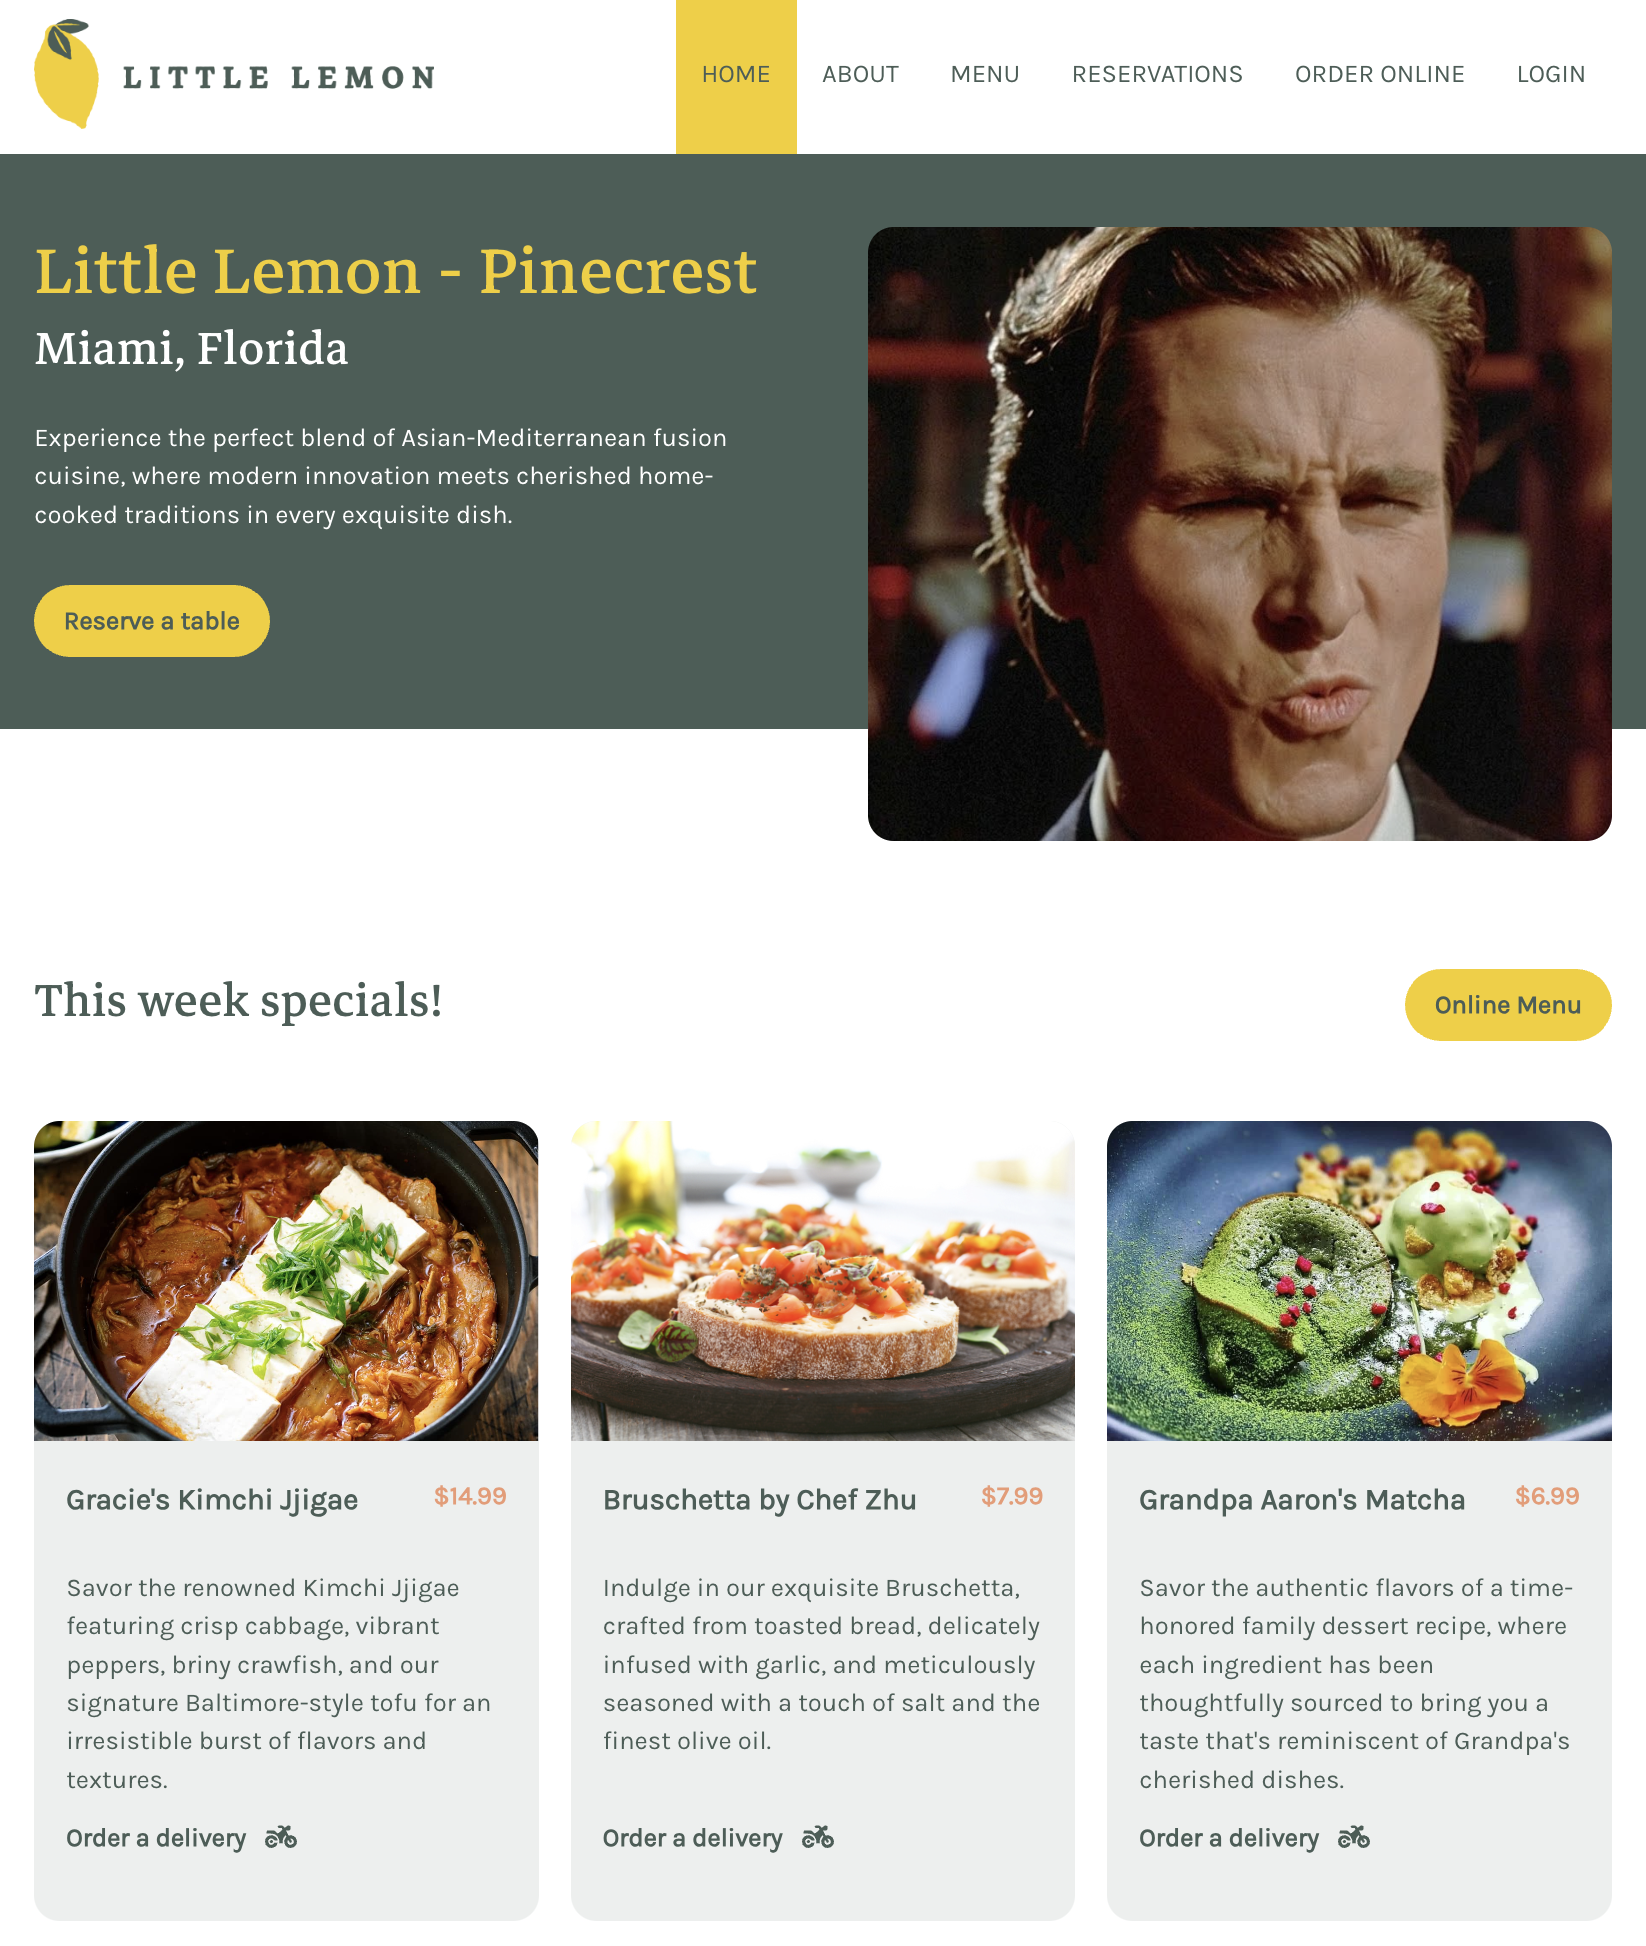 LITTLE LEMON
HOME ABOUT MENU RESERVATIONS ORDER ONLINE LOGIN
Little Lemon - Pinecrest
Miami, Florida
Experience the perfect blend of Asian-Mediterranean fusion
cuisine, where modern innovation meets cherished home-
cooked traditions in every exquisite dish.
Reserve a table
This week specials!
Online Menu
Gracie's Kimchi Jjigae $14.99
Savor the renowned Kimchi Jjigae
featuring crisp cabbage, vibrant
peppers, briny crawfish, and our
signature Baltimore-style tofu for an
irresistible burst of flavors and
textures.
Order a delivery
Bruschetta by Chef Zhu $7.99
Indulge in our exquisite Bruschetta,
crafted from toasted bread, delicately
infused with garlic, and meticulously
seasoned with a touch of salt and the
finest olive oil.
Order a delivery
Grandpa Aaron's Matcha $6.99
Savor the authentic flavors of a time-
honored family dessert recipe, where
each ingredient has been
thoughtfully sourced to bring you a
taste that's reminiscent of Grandpa's
cherished dishes.
Order a delivery